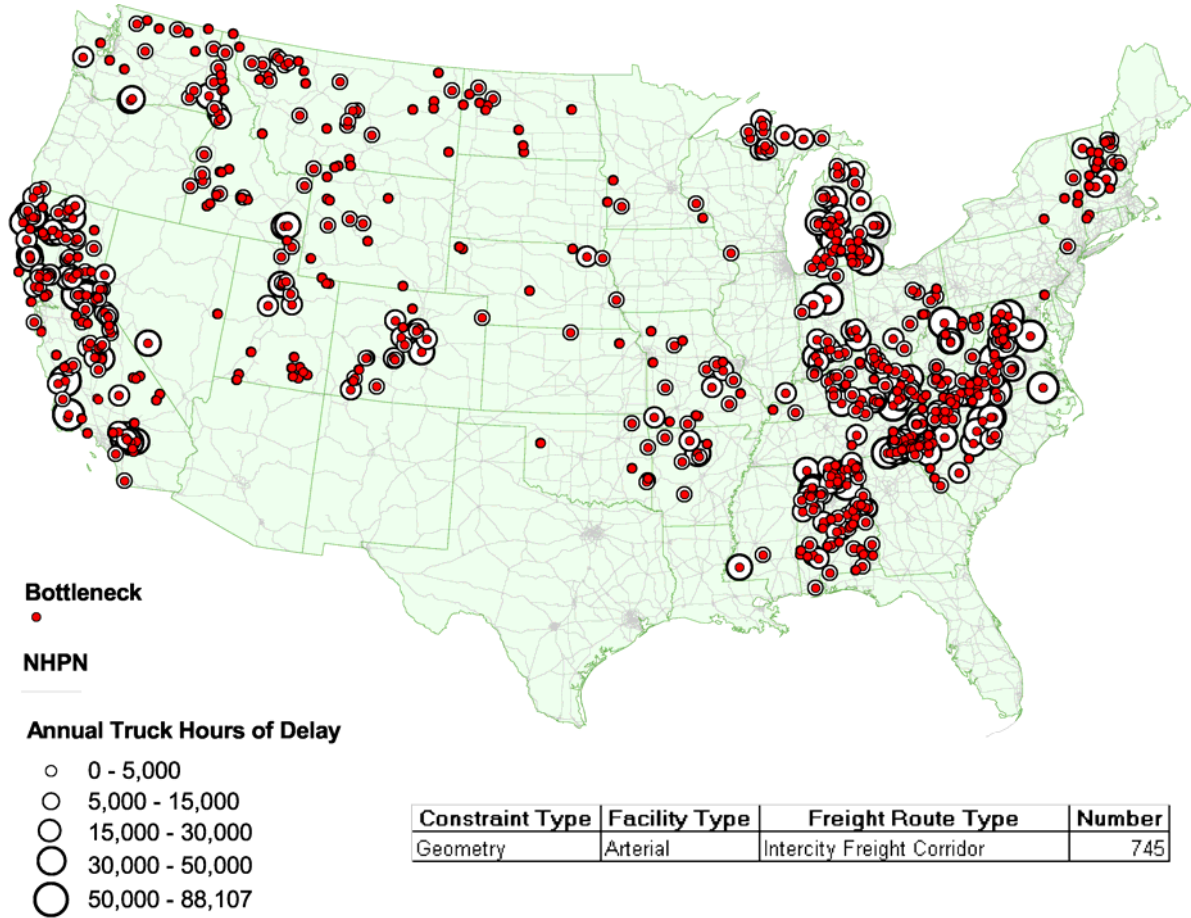 Bottleneck
NHPN
Annual Truck Hours of Delay
0 - 5,000
5,000 - 15,000
15,000 - 30,000
30,000 - 50,000
50,000 - 88,107
Constraint Type Facility Type Freight Route Type Number
Geometry Arterial Intercity Freight Corridor 745